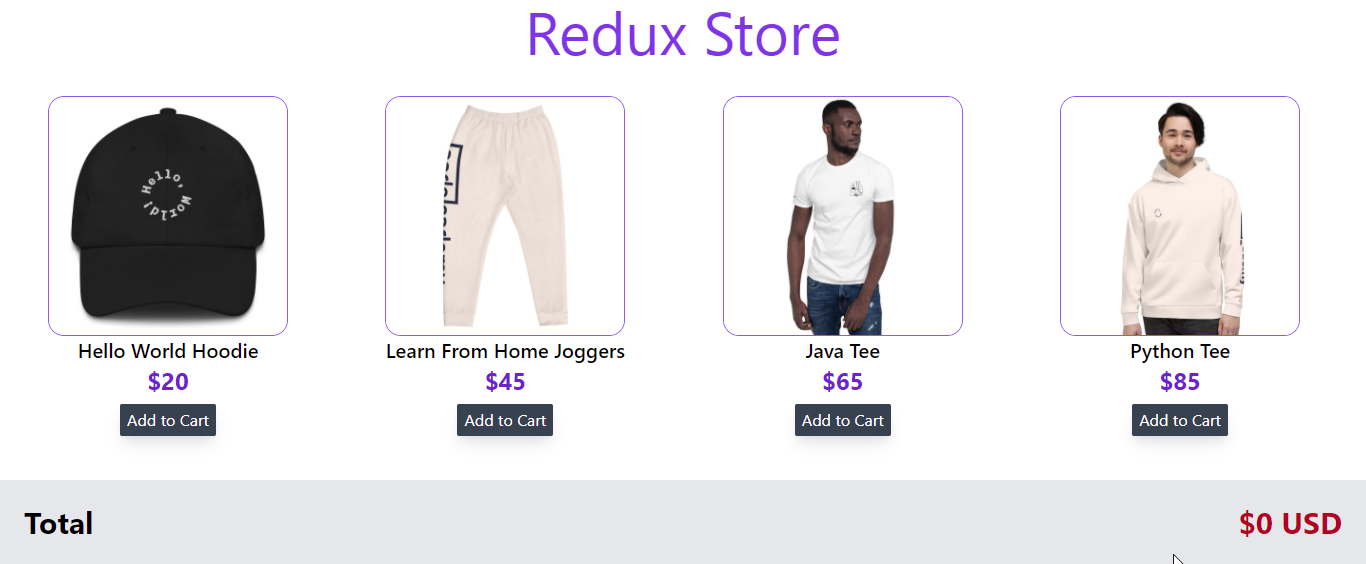 Redux Store
Hello,
World!
Hello World Hoodie
Learn From Home Joggers
Java Tee
Python Tee
$20
$45
$65
$85
Add to Cart
Add to Cart
Add to Cart
Add to Cart
Total
$0 USD